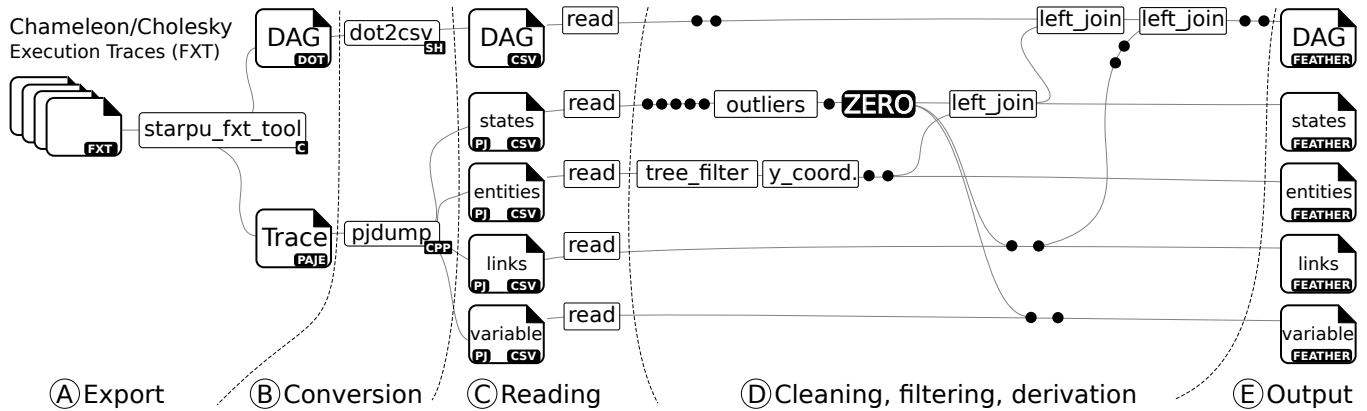 Chameleon/Cholesky
Execution Traces (FXT)
FXT
starpu_fxt_tool
C
DAG
DOT
Trace
PAJE
dot2csv
SH
pjdump
CPP
DAG
CSV
states
PJ CSV
entities
PJ CSV
links
PJ CSV
variable
PJ CSV
read
read
read
read
read
outliers
ZERO
tree_filter
y_coord.
left_join
left_join
left_join
DAG
FEATHER
states
FEATHER
entities
FEATHER
links
FEATHER
variable
FEATHER
A Export
B Conversion
C Reading
D Cleaning, filtering, derivation
E Output